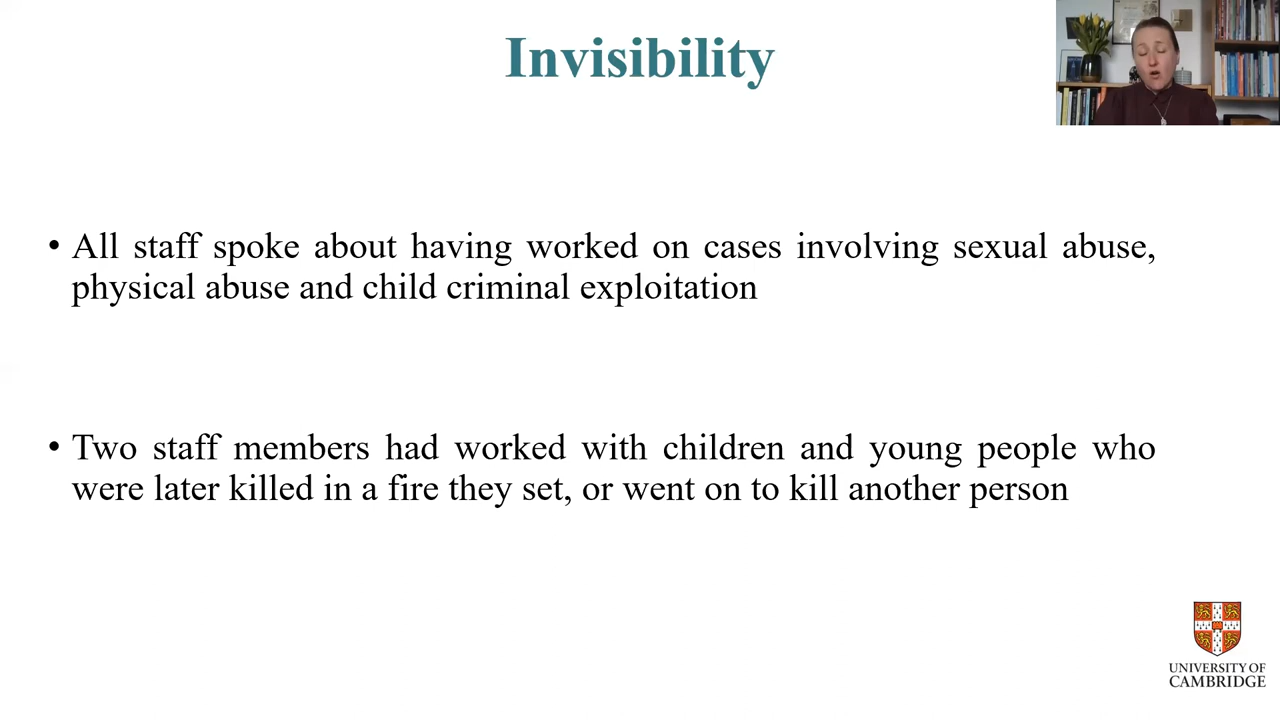 Invisibility
• All staff spoke about having worked on cases involving sexual abuse,
physical abuse and child criminal exploitation
• Two staff members had worked with children and young people who
were later killed in a fire they set, or went on to kill another person
UNIVERSITY OF
CAMBRIDGE